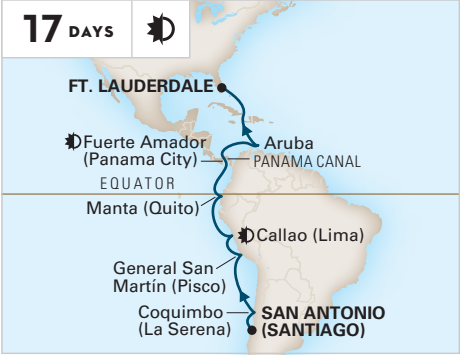 17 DAYS
FT. LAUDERDALE
Fuerte Amador
(Panama City)
Aruba
PANAMA CANAL
EQUATOR
Manta (Quito)
Callao (Lima)
General San
Martín (Pisco)
Coquimbo
(La Serena)
SAN ANTONIO
(SANTIAGO)